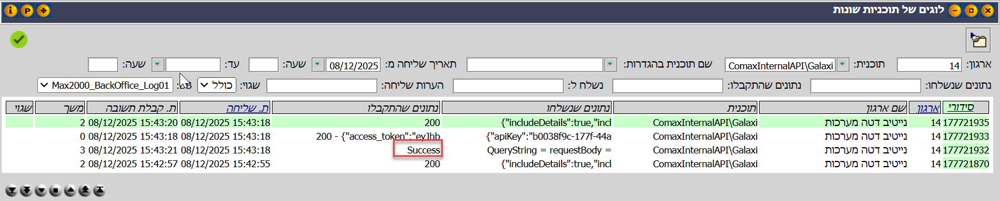 לוגים של תוכניות שונות
ארגון: 14 תוכנית: ComaxInternalAPI\Galaxi שם תוכנית בהגדרות: תאריך שליחה מ: 08/12/2025 שעה: עד: שעה:
נתונים שנשלחו: נתונים שהתקבלו: נשלח ל: הערות שליחה: שגוי: כולל Max2000_BackOffice_Log01
סידורי ארגון שם ארגון תוכנית נתונים שנשלחו נתונים שהתקבלו ת. שליחה ת. קבלת תשובה משך שגוי
177721935 14 נייטיב דטה מערכות ComaxInternalAPI\Galaxi {"includeDetails":true,"incl 200 08/12/2025 15:43:18 08/12/2025 15:43:20 2
177721933 14 נייטיב דטה מערכות ComaxInternalAPI\Galaxi {"apiKey":"b0038f9c-177f-44a 200 - {"access_token":"eyJhb 08/12/2025 15:43:18 08/12/2025 15:43:18 0
177721932 14 נייטיב דטה מערכות ComaxInternalAPI\Galaxi QueryString = requestBody = Success 08/12/2025 15:43:18 08/12/2025 15:43:21 3
177721870 14 נייטיב דטה מערכות ComaxInternalAPI\Galaxi {"includeDetails":true,"incl 200 08/12/2025 15:42:55 08/12/2025 15:42:57 2